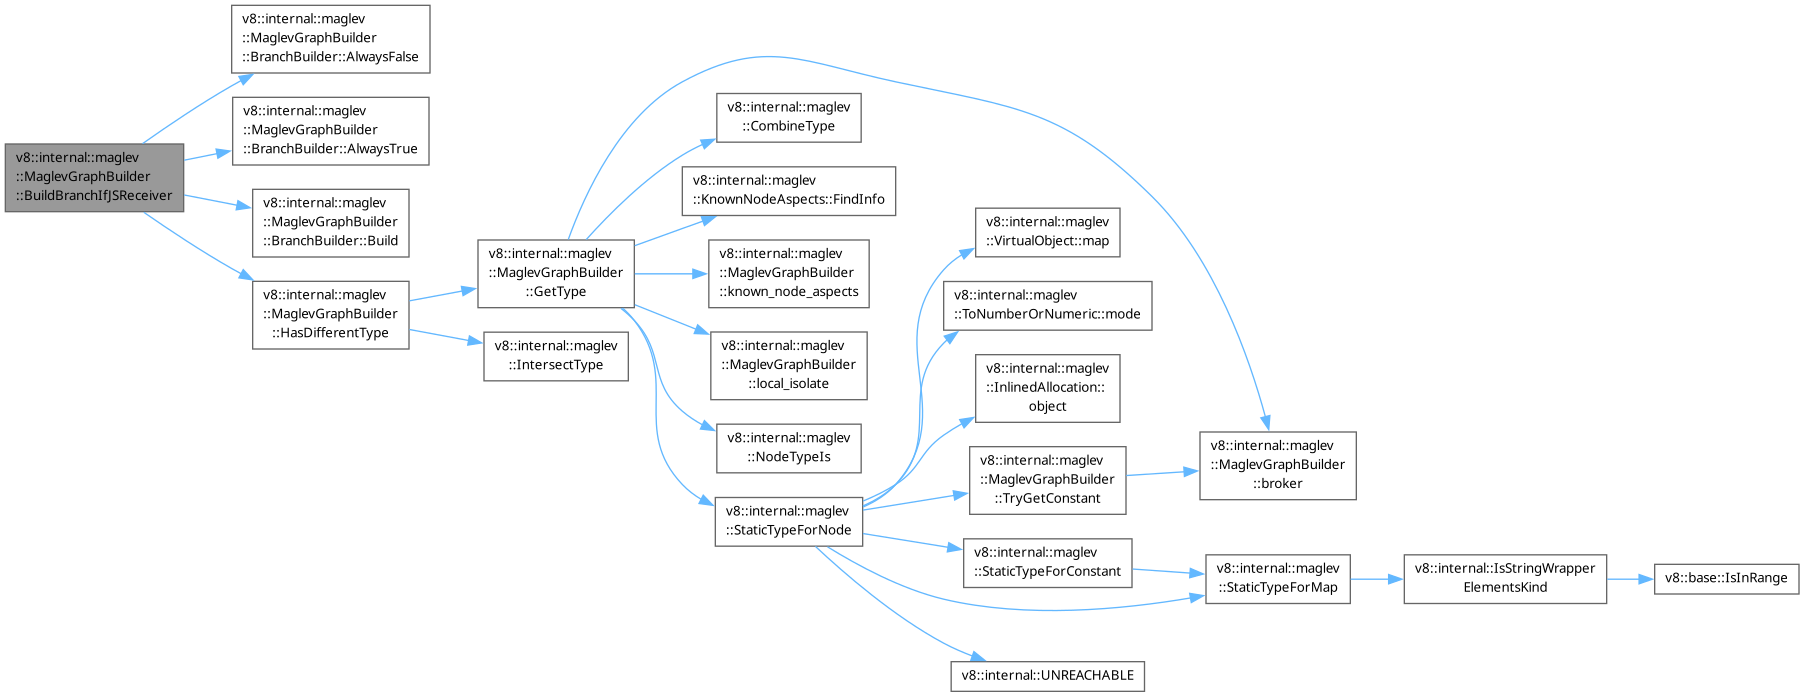 v8::internal::maglev
::MaglevGraphBuilder
::BuildBranchIfJSReceiver
v8::internal::maglev
::MaglevGraphBuilder
::BranchBuilder::AlwaysFalse
v8::internal::maglev
::MaglevGraphBuilder
::BranchBuilder::AlwaysTrue
v8::internal::maglev
::MaglevGraphBuilder
::BranchBuilder::Build
v8::internal::maglev
::MaglevGraphBuilder
::HasDifferentType
v8::internal::maglev
::MaglevGraphBuilder
::GetType
v8::internal::maglev
::IntersectType
v8::internal::maglev
::CombineType
v8::internal::maglev
::KnownNodeAspects::FindInfo
v8::internal::maglev
::MaglevGraphBuilder
::known_node_aspects
v8::internal::maglev
::MaglevGraphBuilder
::local_isolate
v8::internal::maglev
::NodeTypeIs
v8::internal::maglev
::StaticTypeForNode
v8::internal::maglev
::VirtualObject::map
v8::internal::maglev
::ToNumberOrNumeric::mode
v8::internal::maglev
::InlinedAllocation::
object
v8::internal::maglev
::MaglevGraphBuilder
::TryGetConstant
v8::internal::maglev
::StaticTypeForConstant
v8::internal::UNREACHABLE
v8::internal::maglev
::MaglevGraphBuilder
::broker
v8::internal::maglev
::StaticTypeForMap
v8::internal::IsStringWrapper
ElementsKind
v8::base::IsInRange